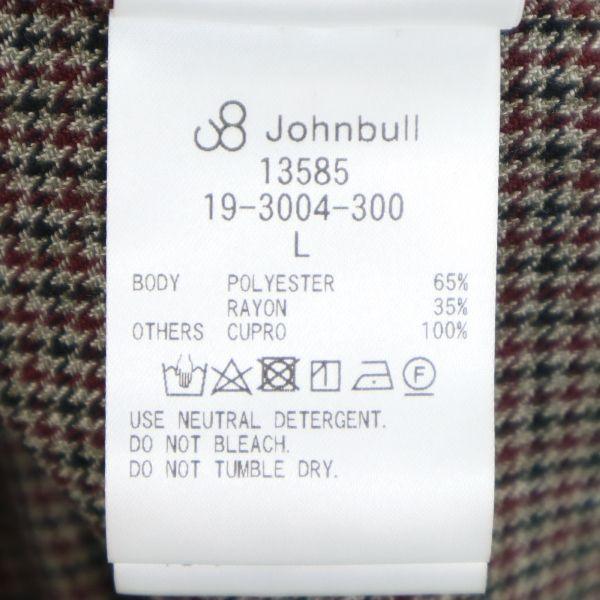 Johnbull
13585
19-3004-300
L
BODY POLYESTER 65%
RAYON 35%
OTHERS CUPRO 100%
F
USE NEUTRAL DETERGENT.
DO NOT BLEACH.
DO NOT TUMBLE DRY.